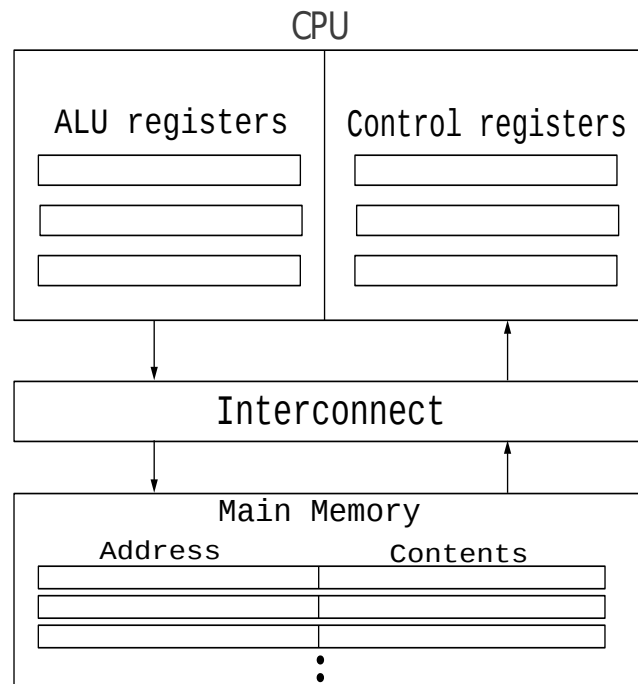 CPU
ALU registers Control registers
Interconnect
Main Memory
Address Contents